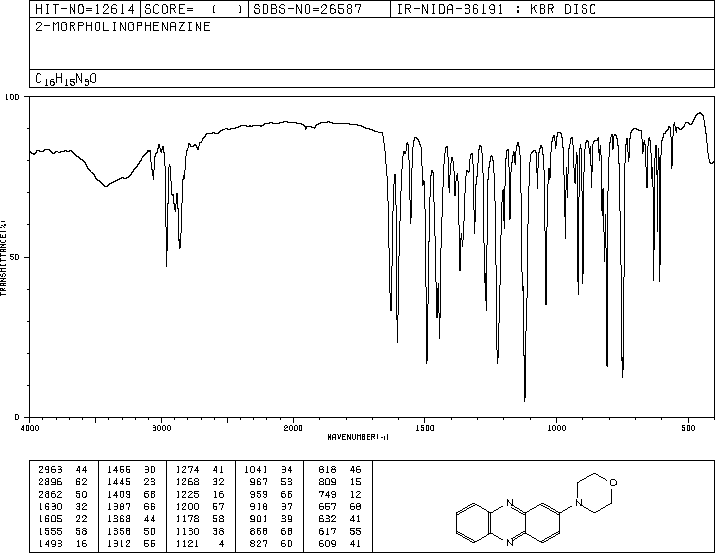 HIT-NO=12614 SCORE= ( ) SDBS-NO=26587 IR-NIDA-36191 : KBR DISC
2-MORPHOLINOPHENAZINE
C16H15N3O
100
50
0
TRANSMITTANCE(%)
4000 3000 2000 1500 1000 500
WAVENUMBER(-1)
2963 44 1456 30 1274 41 1041 34 818 46
2896 62 1445 23 1268 32 967 53 809 15
2862 50 1409 66 1225 16 959 66 749 12
1630 32 1387 66 1200 57 918 37 657 68
1605 22 1368 44 1178 58 901 39 632 41
1555 58 1358 50 1130 38 868 68 617 55
1493 16 1312 55 1121 4 827 60 609 41
N
N
N
O